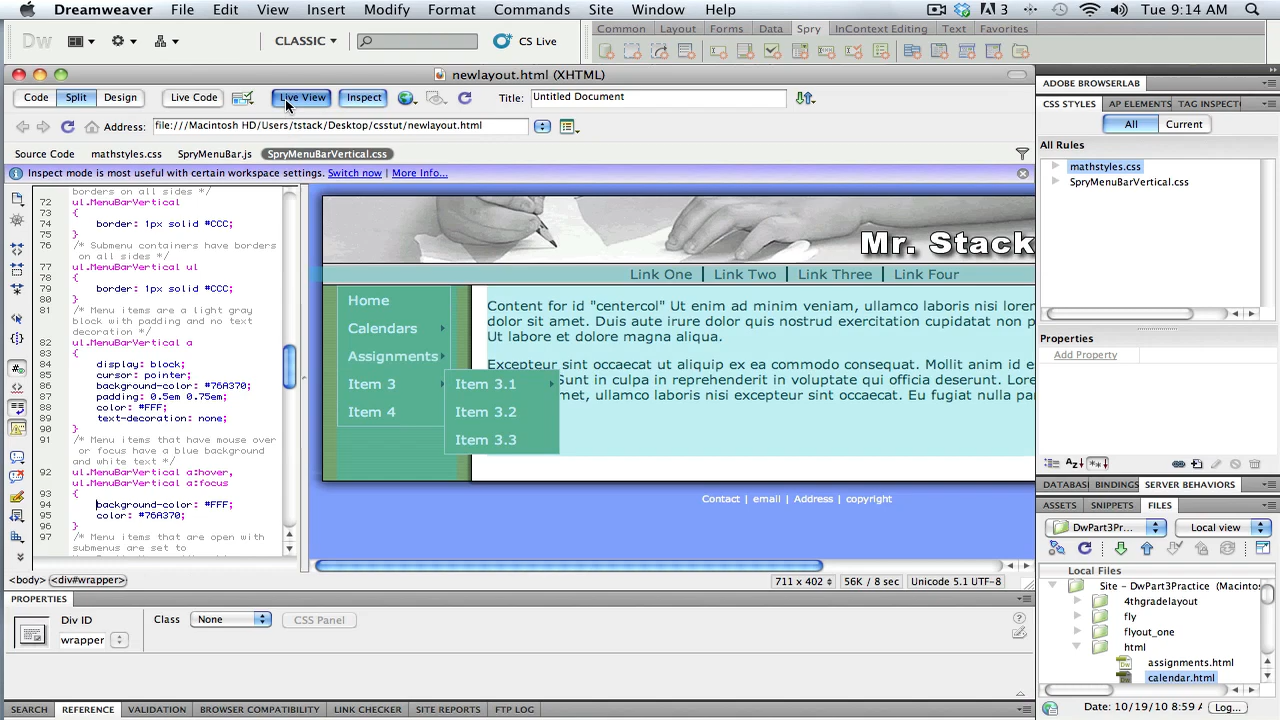 Dreamweaver File Edit View Insert Modify Format Commands Site Window Help 3 Tue 9:14 AM
Dw CLASSIC CS Live
Common Layout Forms Data Spry InContext Editing Text Favorites
newlayout.html (XHTML)
Code Split Design Live Code Live View Inspect Title: Untitled Document
Address: file:///Macintosh HD/Users/tstack/Desktop/csstut/newlayout.html
Source Code mathstyles.css SpryMenuBar.js SpryMenuBarVertical.css
Inspect mode is most useful with certain workspace settings. Switch now | More Info...
borders on all sides */
72 ul.MenuBarVertical
73 {
74 border: 1px solid #CCC;
75 }
76 /* Submenu containers have borders
on all sides */
77 ul.MenuBarVertical ul
78 {
79 border: 1px solid #CCC;
80 }
81 /* Menu items are a light gray
block with padding and no text
decoration */
82 ul.MenuBarVertical a
83 {
84 display: block;
85 cursor: pointer;
86 background-color: #76A370;
87 padding: 0.5em 0.75em;
88 color: #FFF;
89 text-decoration: none;
90 }
91 /* Menu items that have mouse over
or focus have a blue background
and white text */
92 ul.MenuBarVertical a:hover,
ul.MenuBarVertical a:focus
93 {
94 background-color: #FFF;
95 color: #76A370;
96 }
97 /* Menu items that are open with
submenus are set to
Mr. Stack
Link One | Link Two | Link Three | Link Four
Home
Calendars
Assignments
Item 3
Item 4
Item 3.1
Item 3.2
Item 3.3
Content for id "centercol" Ut enim ad minim veniam, ullamco laboris nisi lorem
dolor sit amet. Duis aute irure dolor quis nostrud exercitation cupidatat non p
Ut labore et dolore magna aliqua.
Excepteur sint occaecat ut aliquip ex ea commodo consequat. Mollit anim id e
Sunt in culpa in reprehenderit in voluptate qui officia deserunt. Lore
met, ullamco laboris nisi excepteur sint occaecat. Eu fugiat nulla par
Contact | email | Address | copyright
<body> <div#wrapper> 711 x 402 56K / 8 sec Unicode 5.1 UTF-8
PROPERTIES
Div ID
wrapper
Class None CSS Panel
SEARCH REFERENCE VALIDATION BROWSER COMPATIBILITY LINK CHECKER SITE REPORTS FTP LOG
ADOBE BROWSERLAB
CSS STYLES AP ELEMENTS TAG INSPECT
All Current
All Rules
mathstyles.css
SpryMenuBarVertical.css
Properties
Add Property
DATABAS BINDINGS SERVER BEHAVIORS
ASSETS SNIPPETS FILES
DwPart3Pr... Local view
Local Files
Site - DwPart3Practice (Macintos
4thgradelayout
fly
flyout_one
html
assignments.html
calendar.html
Date: 10/19/10 8:59 A Log...